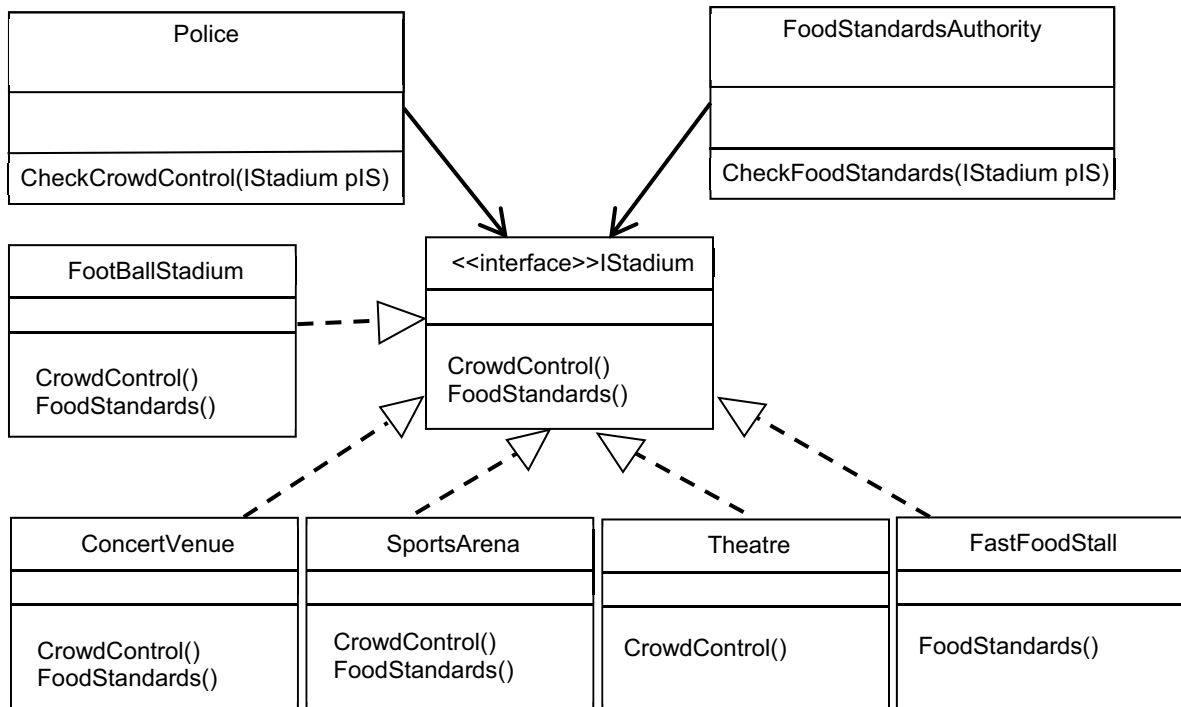 Police
CheckCrowdControl(IStadium pIS)
FoodStandardsAuthority
CheckFoodStandards(IStadium pIS)
FootBallStadium
CrowdControl()
FoodStandards()
<<interface>>IStadium
CrowdControl()
FoodStandards()
ConcertVenue
CrowdControl()
FoodStandards()
SportsArena
CrowdControl()
FoodStandards()
Theatre
CrowdControl()
FastFoodStall
FoodStandards()